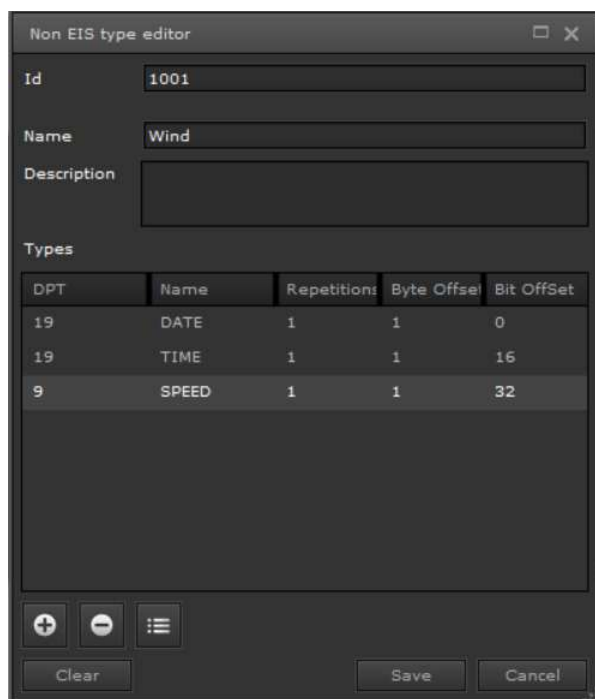 Non EIS type editor
Id 1001
Name Wind
Description
Types
DPT Name Repetitions Byte Offset Bit OffSet
19 DATE 1 1 0
19 TIME 1 1 16
9 SPEED 1 1 32
Clear Save Cancel